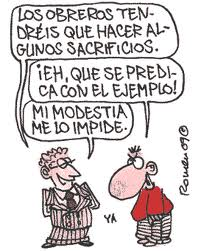 LOS OBREROS TEN-
DRÉIS QUE HACER AL-
GUNOS SACRIFICIOS.
¡EH, QUE SE PREDI-
CA CON EL EJEMPLO!
MI MODESTIA
ME LO IMPIDE.
YA
Romeu 09©